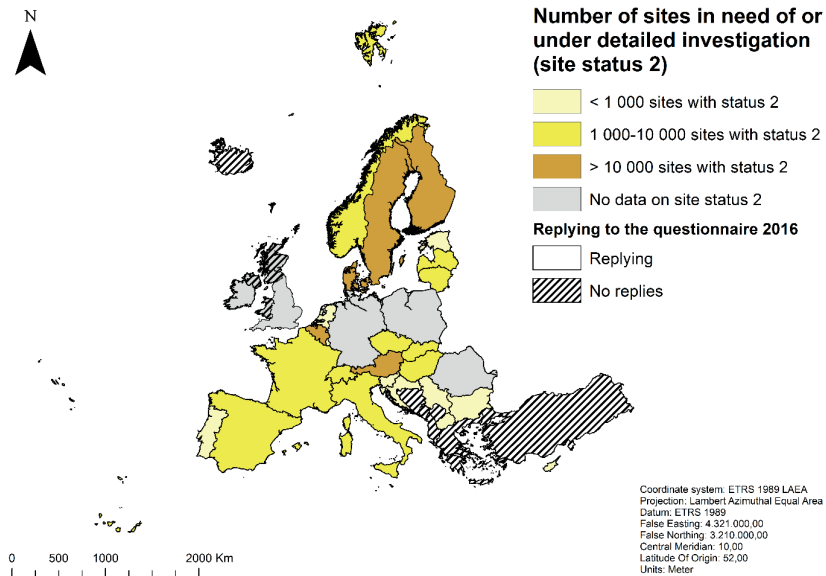 N
Number of sites in need of or
under detailed investigation
(site status 2)
< 1 000 sites with status 2
1 000-10 000 sites with status 2
> 10 000 sites with status 2
No data on site status 2
Replying to the questionnaire 2016
Replying
No replies
Coordinate system: ETRS 1989 LAEA
Projection: Lambert Azimuthal Equal Area
Datum: ETRS 1989
False Easting: 4.321.000,00
False Northing: 3.210.000,00
Central Meridian: 10,00
Latitude Of Origin: 52,00
Units: Meter
0 500 1000 2000 Km